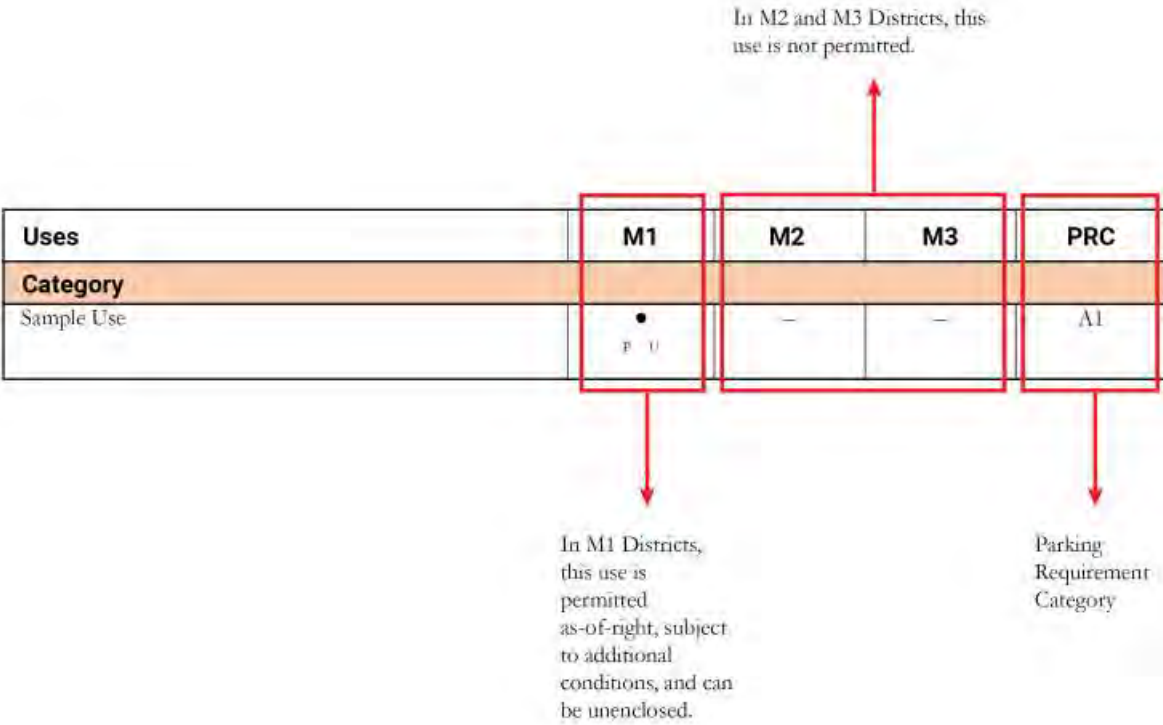 In M2 and M3 Districts, this
use is not permitted.
Uses M1 M2 M3 PRC
Category
Sample Use ● – – A1
P U
In M1 Districts,
this use is
permitted
as-of-right, subject
to additional
conditions, and can
be unenclosed.
Parking
Requirement
Category